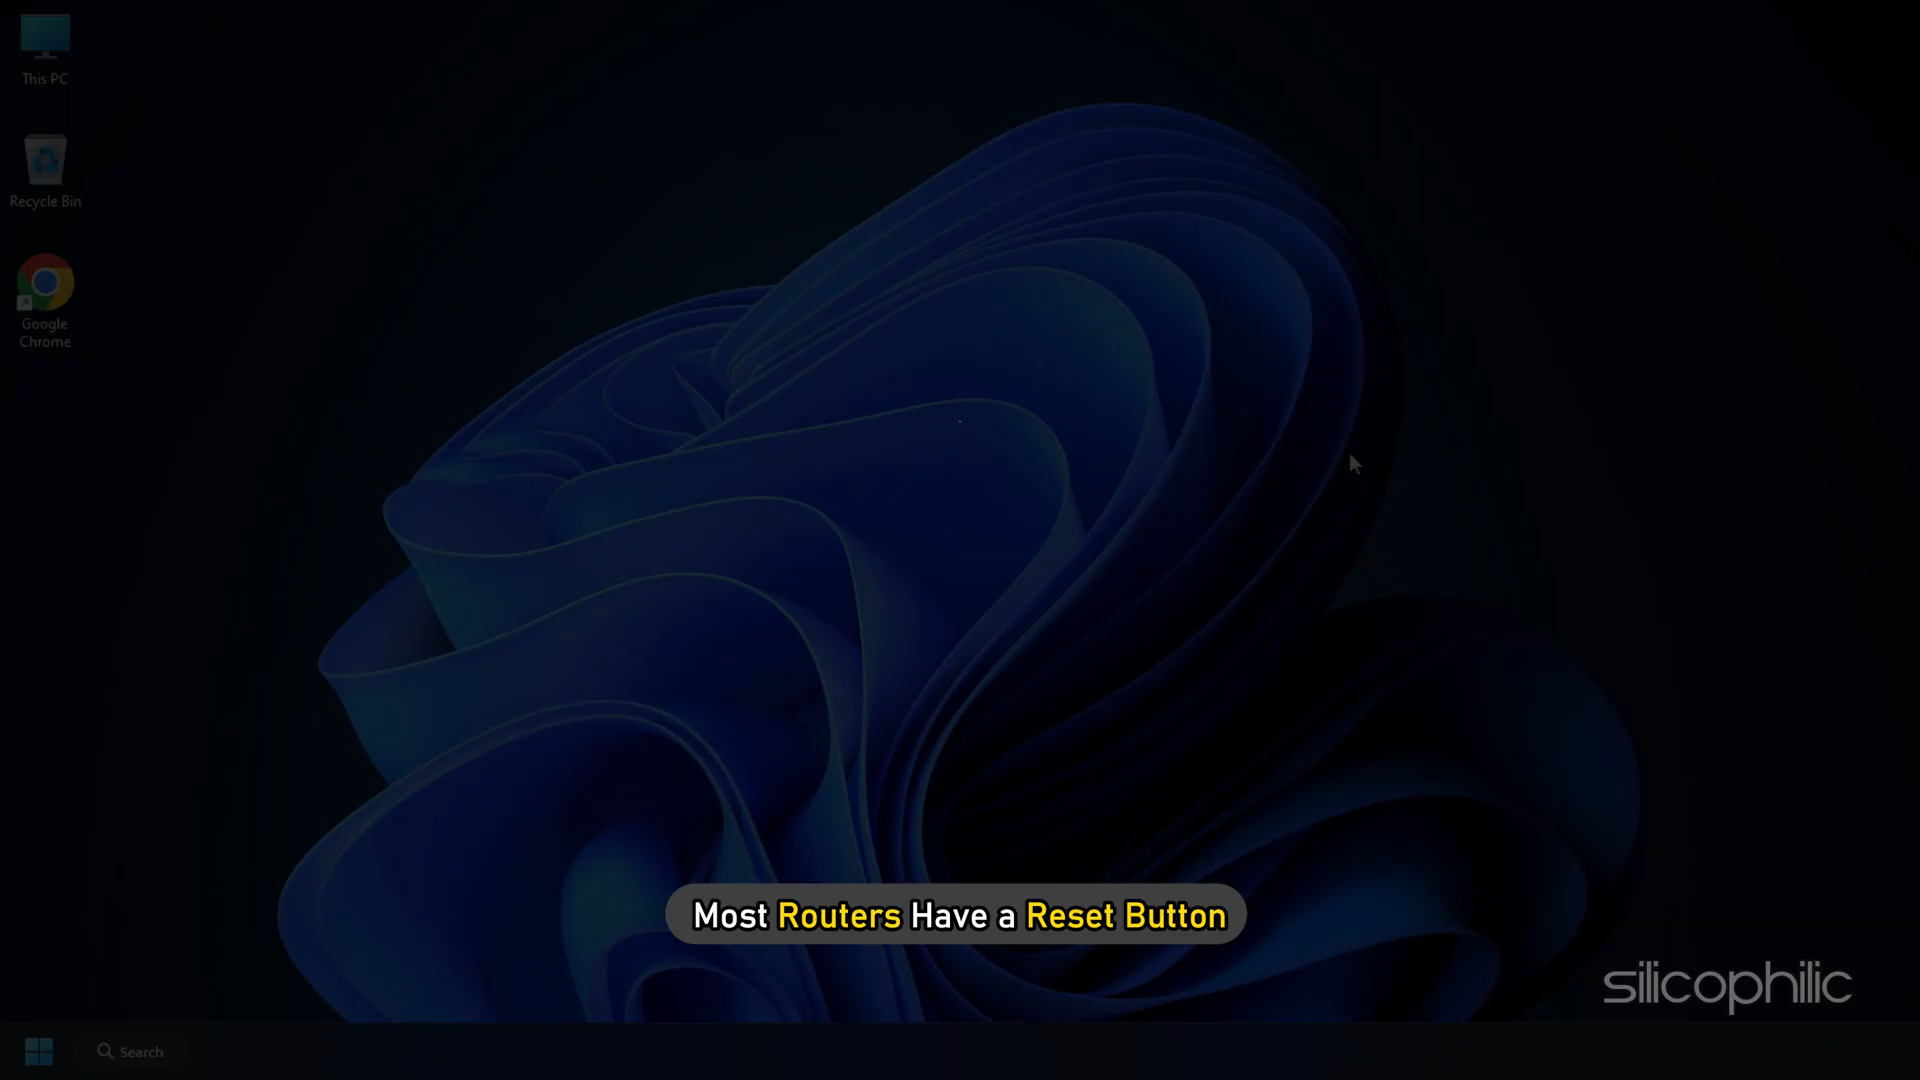 This PC
Recycle Bin
Google
Chrome
Most Routers Have a Reset Button
silicophilic
Search